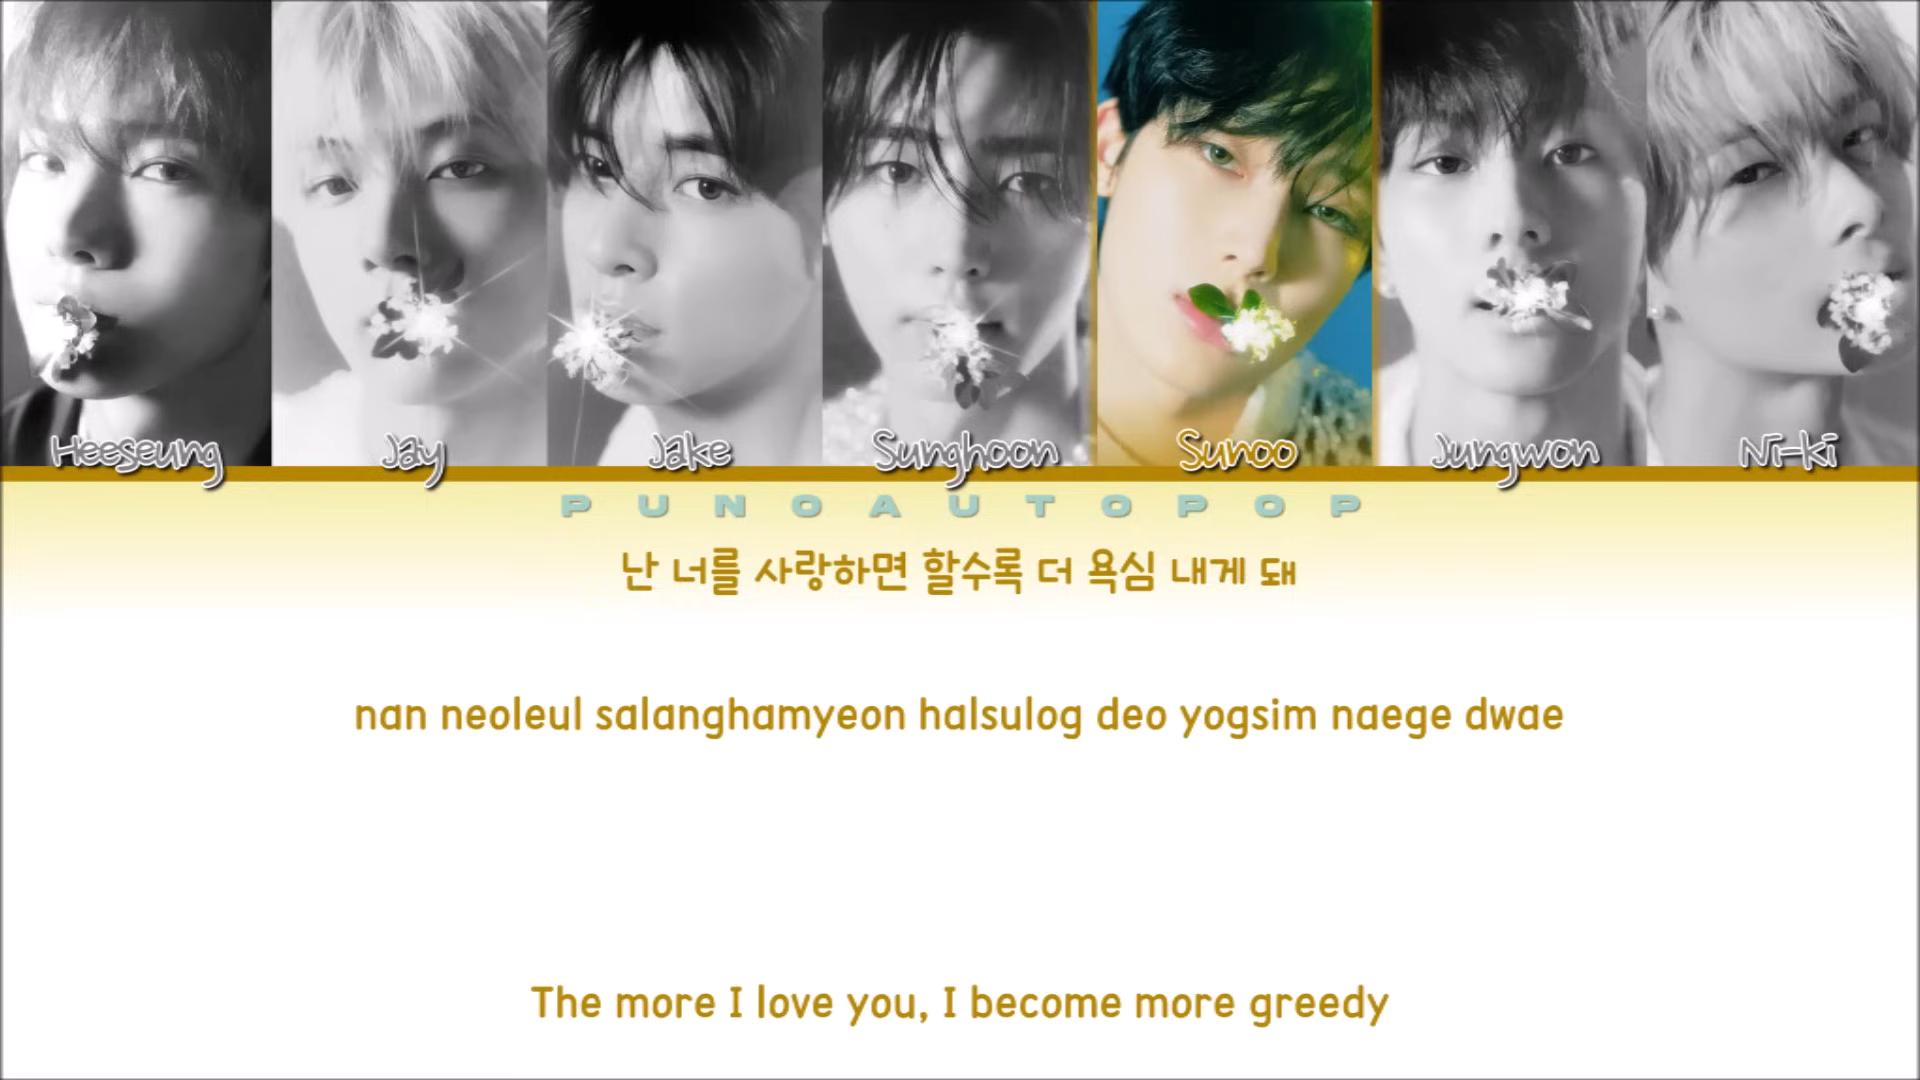 Heeseung Jay Jake Sunghoon Sunoo Jungwon Ni-ki
PUNOAUTOPOP
난 너를 사랑하면 할수록 더 욕심 내게 돼
nan neoleul salanghamyeon halsulog deo yogsim naege dwae
The more I love you, I become more greedy